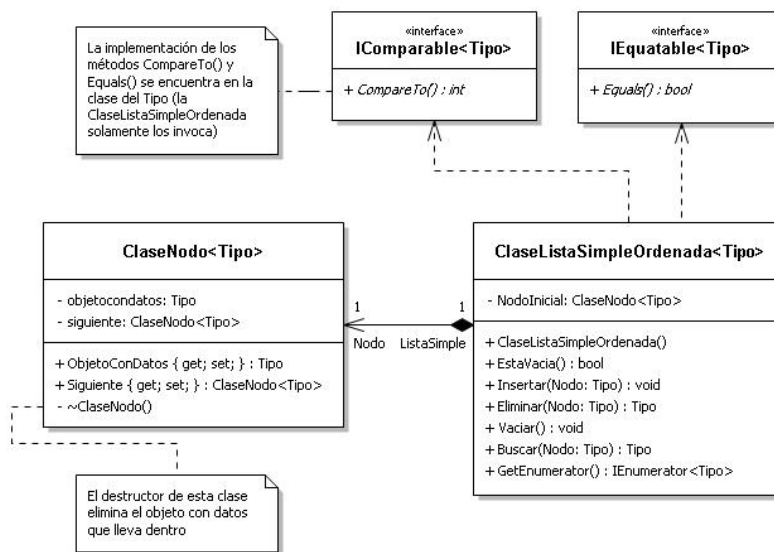 La implementación de los
métodos CompareTo() y
Equals() se encuentra en la
clase del Tipo (la
ClaseListaSimpleOrdenada
solamente los invoca)
«interface»
IComparable<Tipo>
+ CompareTo() : int
«interface»
IEquatable<Tipo>
+ Equals() : bool
ClaseNodo<Tipo>
- objetocondatos: Tipo
- siguiente: ClaseNodo<Tipo>
+ ObjetoConDatos { get; set; } : Tipo
+ Siguiente { get; set; } : ClaseNodo<Tipo>
- ~ClaseNodo()
1
Nodo
1
ListaSimple
ClaseListaSimpleOrdenada<Tipo>
- NodoInicial: ClaseNodo<Tipo>
+ ClaseListaSimpleOrdenada()
+ EstaVacia() : bool
+ Insertar(Nodo: Tipo) : void
+ Eliminar(Nodo: Tipo) : Tipo
+ Vaciar() : void
+ Buscar(Nodo: Tipo) : Tipo
+ GetEnumerator() : IEnumerator<Tipo>
El destructor de esta clase
elimina el objeto con datos
que lleva dentro